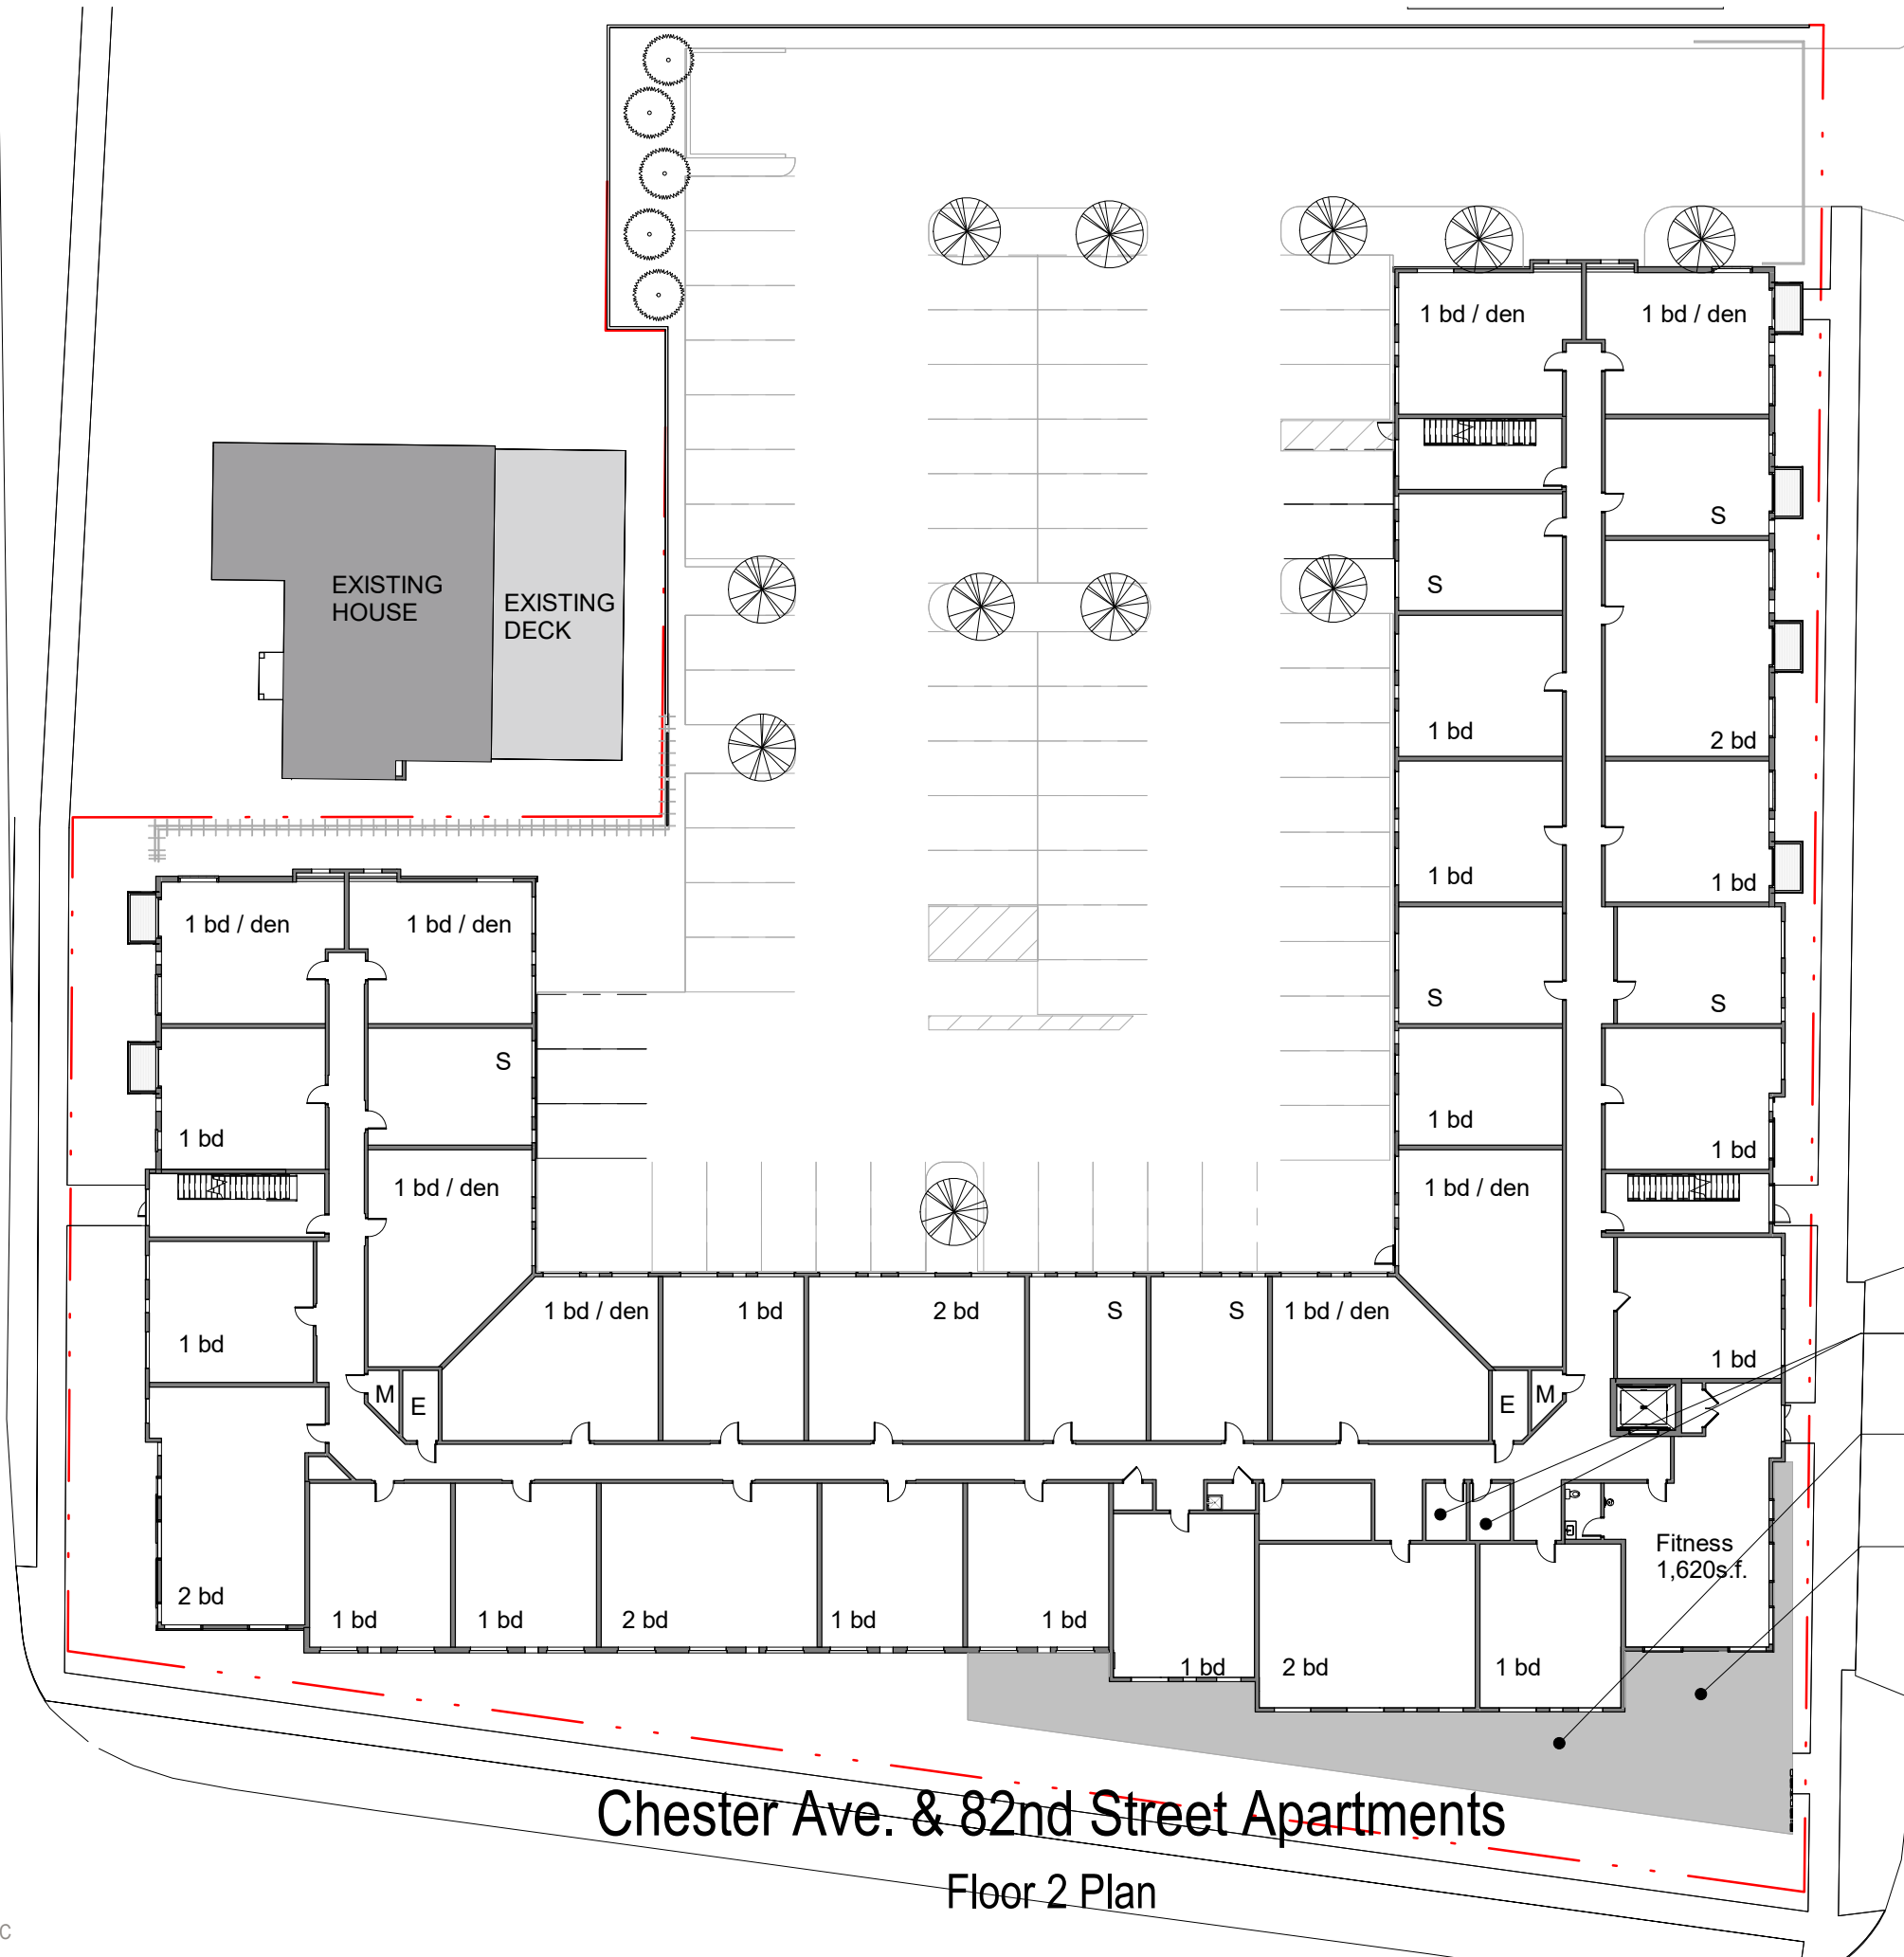 1 bd / den
1 bd / den
S
S
1 bd
2 bd
1 bd
1 bd
S
S
1 bd
1 bd
1 bd / den
1 bd
EXISTING
HOUSE
EXISTING
DECK
1 bd / den
1 bd / den
S
1 bd
1 bd / den
1 bd
1 bd / den
1 bd
2 bd
S
S
1 bd / den
M
E
E
M
2 bd
1 bd
1 bd
2 bd
1 bd
1 bd
1 bd
2 bd
1 bd
Fitness
1,620s.f.
Chester Ave. & 82nd Street Apartments
Floor 2 Plan
C